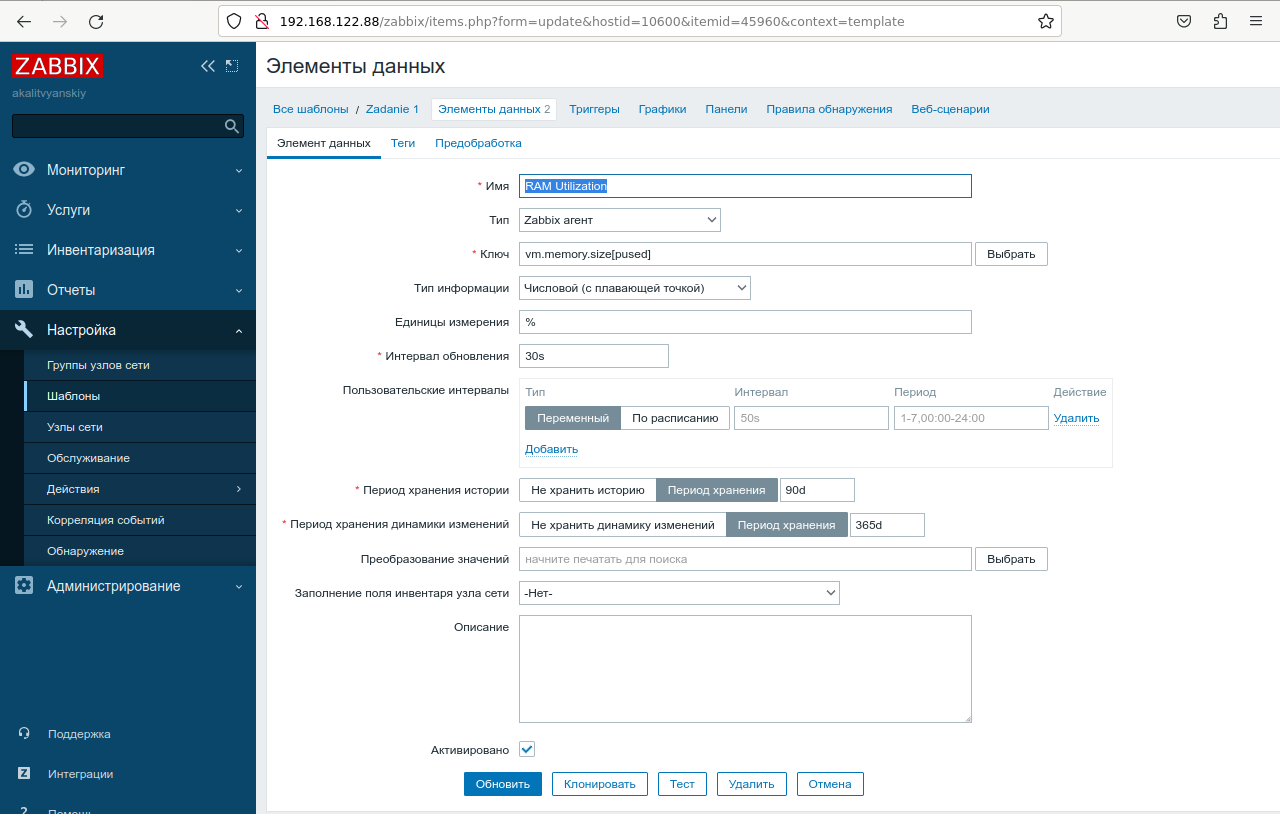 192.168.122.88/zabbix/items.php?form=update&hostid=10600&itemid=45960&context=template
ZABBIX
akalitvyanskiy
Мониторинг
Услуги
Инвентаризация
Отчеты
Настройка
Группы узлов сети
Шаблоны
Узлы сети
Обслуживание
Действия
Корреляция событий
Обнаружение
Администрирование
Поддержка
Z Интеграции
? Помощь
Элементы данных
Все шаблоны / Zadanie 1 Элементы данных 2 Триггеры Графики Панели Правила обнаружения Веб-сценарии
Элемент данных Теги Предобработка
* Имя RAM Utilization
Тип Zabbix агент
* Ключ vm.memory.size[pused] Выбрать
Тип информации Числовой (с плавающей точкой)
Единицы измерения %
* Интервал обновления 30s
Пользовательские интервалы Тип Интервал Период Действие
Переменный По расписанию 50s 1-7,00:00-24:00 Удалить
Добавить
* Период хранения истории Не хранить историю Период хранения 90d
* Период хранения динамики изменений Не хранить динамику изменений Период хранения 365d
Преобразование значений начните печатать для поиска Выбрать
Заполнение поля инвентаря узла сети -Нет-
Описание
Активировано
Обновить Клонировать Тест Удалить Отмена